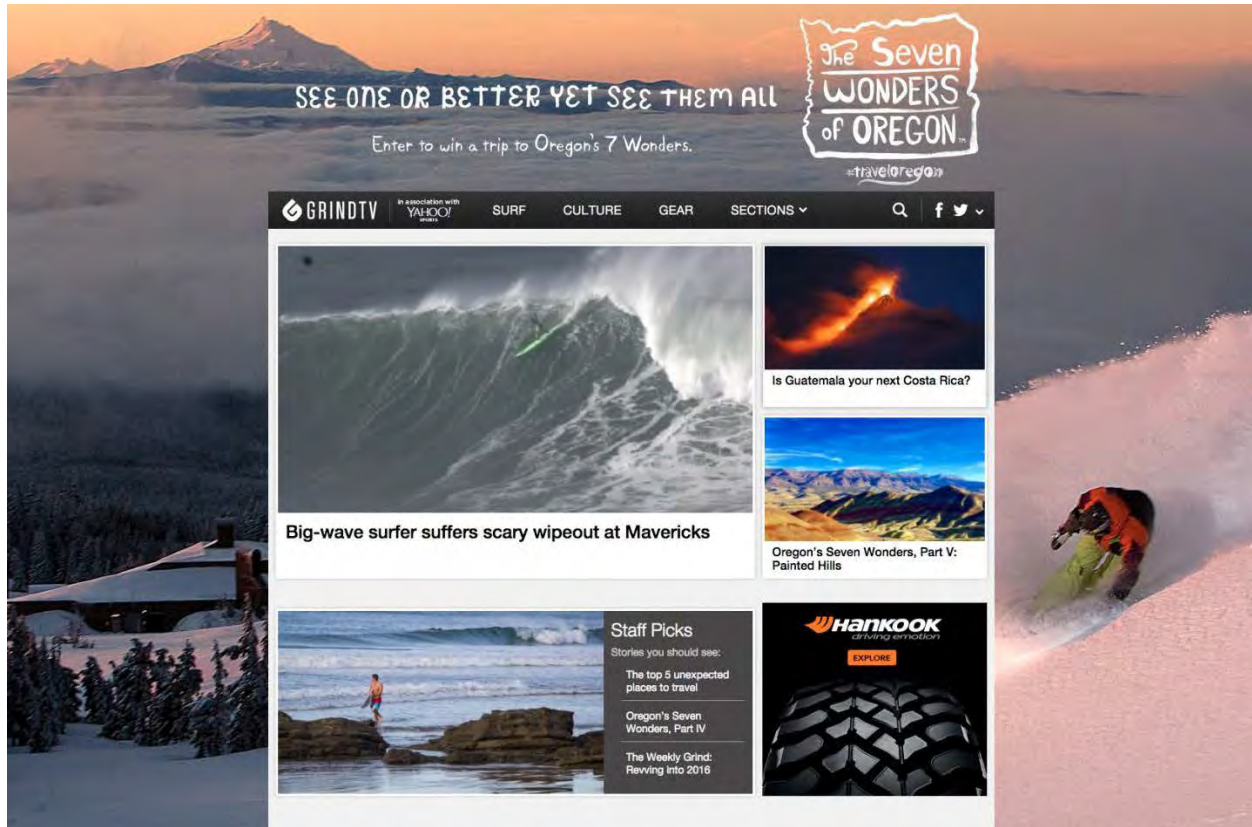 SEE ONE OR BETTER YET SEE THEM ALL
Enter to win a trip to Oregon's 7 Wonders.
The Seven
WONDERS
of OREGON™
#traveloregon
GRINDTV
in association with
YAHOO!
SPORTS
SURF
CULTURE
GEAR
SECTIONS
Big-wave surfer suffers scary wipeout at Mavericks
Is Guatemala your next Costa Rica?
Oregon's Seven Wonders, Part V:
Painted Hills
Staff Picks
Stories you should see:
The top 5 unexpected
places to travel
Oregon's Seven
Wonders, Part IV
The Weekly Grind:
Revving into 2016
HANKOOK
driving emotion
EXPLORE